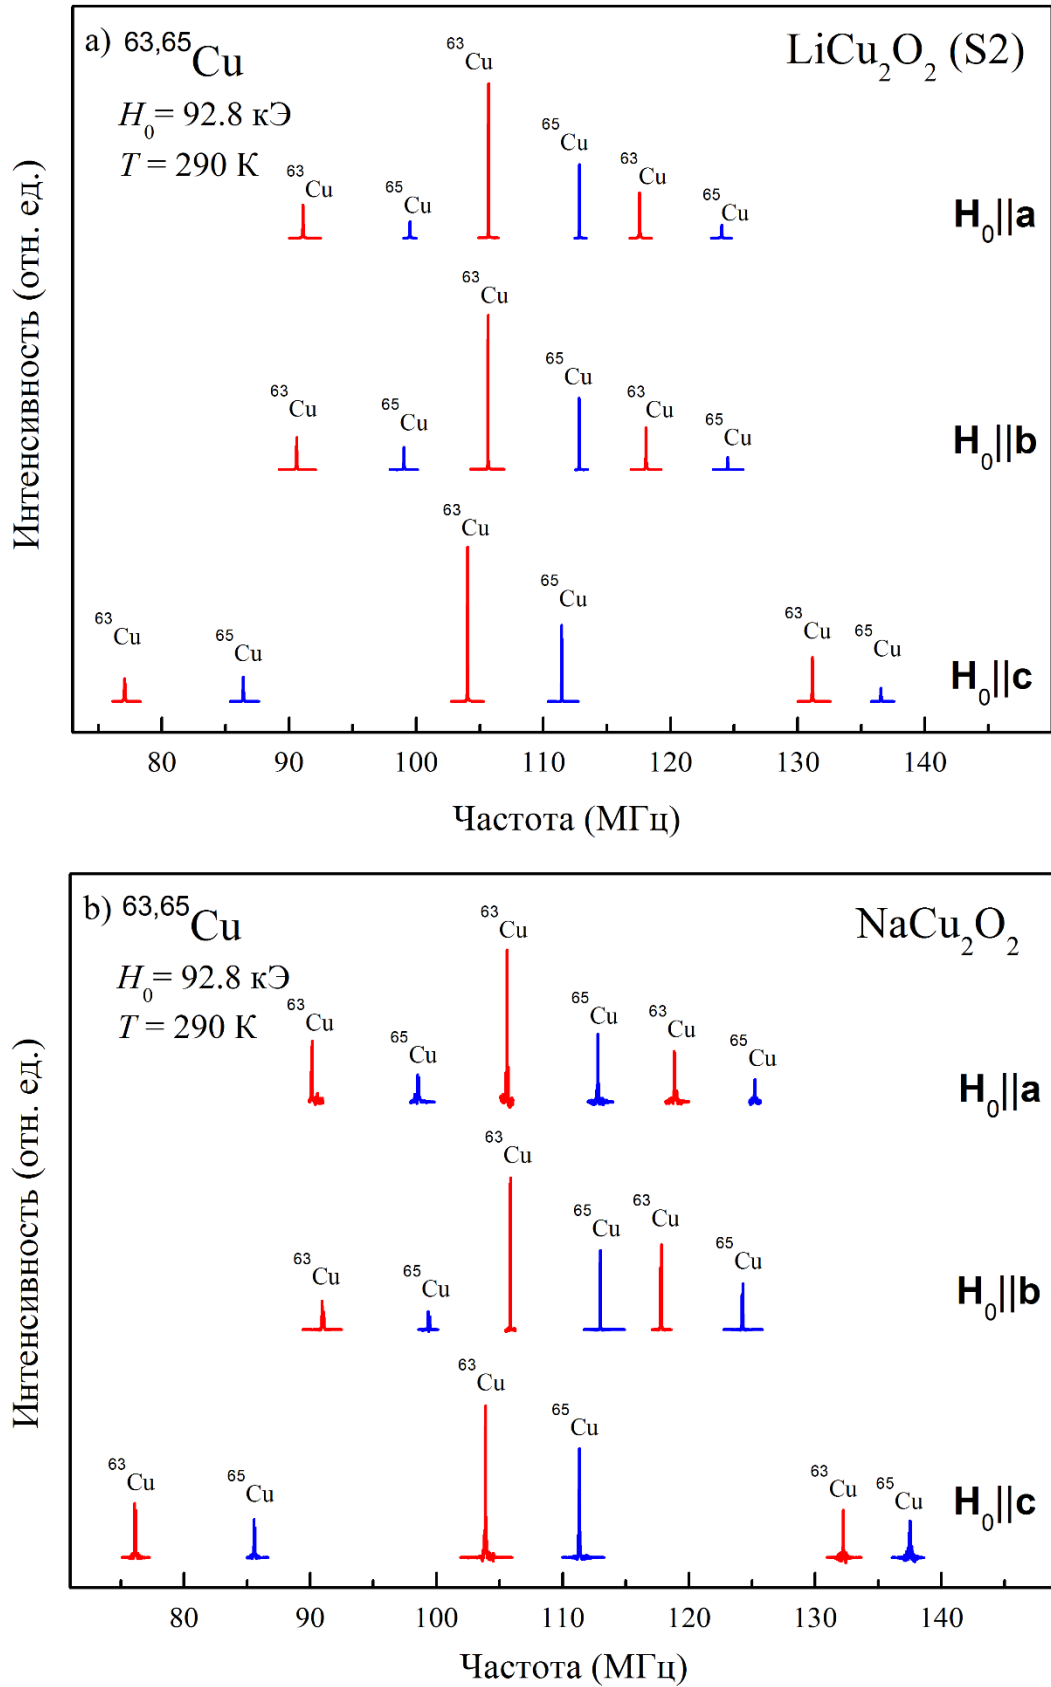 a) 63,65Cu
LiCu2O2 (S2)
H0= 92.8 кЭ
T = 290 K
63Cu
65Cu
63Cu
65Cu
63Cu
65Cu
H0||a
63Cu
65Cu
63Cu
65Cu
63Cu
65Cu
H0||b
63Cu
65Cu
63Cu
65Cu
63Cu
65Cu
H0||c
Интенсивность (отн. ед.)
80 90 100 110 120 130 140
Частота (МГц)
b) 63,65Cu
NaCu2O2
H0= 92.8 кЭ
T = 290 K
63Cu
65Cu
63Cu
65Cu
63Cu
65Cu
H0||a
63Cu
65Cu
63Cu
65Cu
63Cu
65Cu
H0||b
63Cu
65Cu
63Cu
65Cu
63Cu
65Cu
H0||c
Интенсивность (отн. ед.)
80 90 100 110 120 130 140
Частота (МГц)